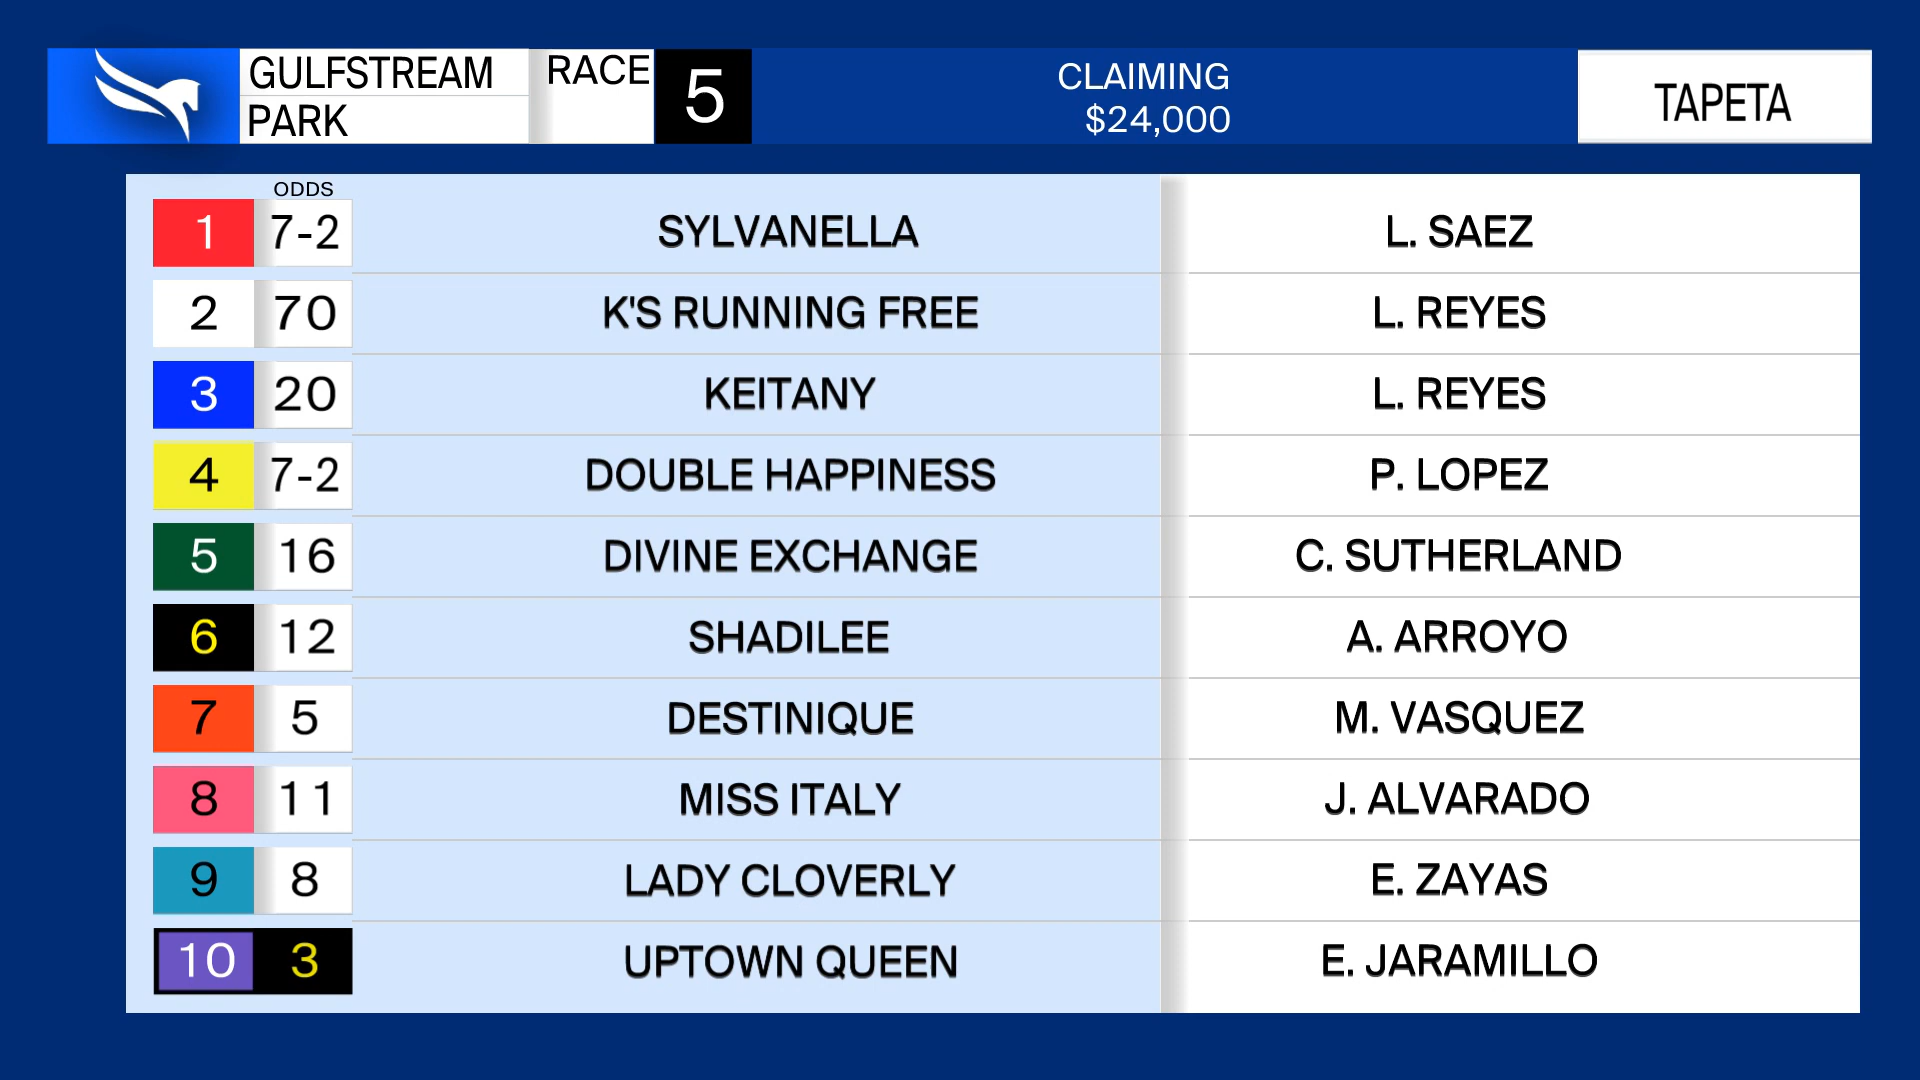 GULFSTREAM
PARK
RACE
5
CLAIMING
$24,000
TAPETA
ODDS
1 7-2 SYLVANELLA L. SAEZ
2 70 K'S RUNNING FREE L. REYES
3 20 KEITANY L. REYES
4 7-2 DOUBLE HAPPINESS P. LOPEZ
5 16 DIVINE EXCHANGE C. SUTHERLAND
6 12 SHADILEE A. ARROYO
7 5 DESTINIQUE M. VASQUEZ
8 11 MISS ITALY J. ALVARADO
9 8 LADY CLOVERLY E. ZAYAS
10 3 UPTOWN QUEEN E. JARAMILLO